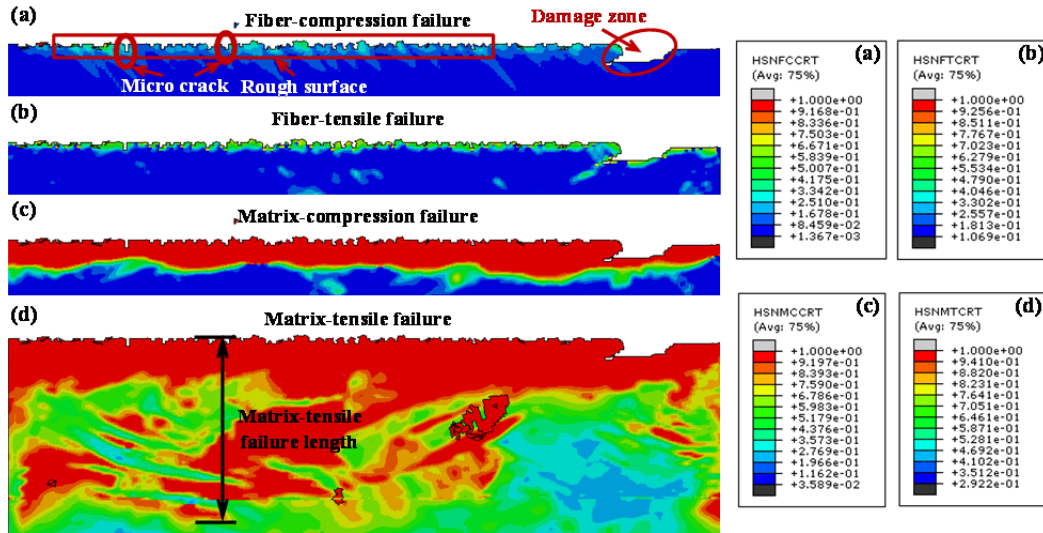 (a)
Fiber-compression failure
Damage zone
Micro crack
Rough surface
(b)
Fiber-tensile failure
(c)
Matrix-compression failure
(d)
Matrix-tensile failure
Matrix-tensile
failure length
(a)
HSNFCCRT
(Avg: 75%)
+1.000e+00
+9.168e-01
+8.336e-01
+7.503e-01
+6.671e-01
+5.839e-01
+5.007e-01
+4.175e-01
+3.342e-01
+2.510e-01
+1.678e-01
+8.459e-02
+1.367e-03
(b)
HSNFTCRT
(Avg: 75%)
+1.000e+00
+9.256e-01
+8.511e-01
+7.767e-01
+7.023e-01
+6.279e-01
+5.534e-01
+4.790e-01
+4.046e-01
+3.302e-01
+2.557e-01
+1.813e-01
+1.069e-01
(c)
HSNMCCRT
(Avg: 75%)
+1.000e+00
+9.197e-01
+8.393e-01
+7.590e-01
+6.786e-01
+5.983e-01
+5.179e-01
+4.376e-01
+3.573e-01
+2.769e-01
+1.966e-01
+1.162e-01
+3.589e-02
(d)
HSNMTCRT
(Avg: 75%)
+1.000e+00
+9.410e-01
+8.820e-01
+8.231e-01
+7.641e-01
+7.051e-01
+6.461e-01
+5.871e-01
+5.281e-01
+4.692e-01
+4.102e-01
+3.512e-01
+2.922e-01